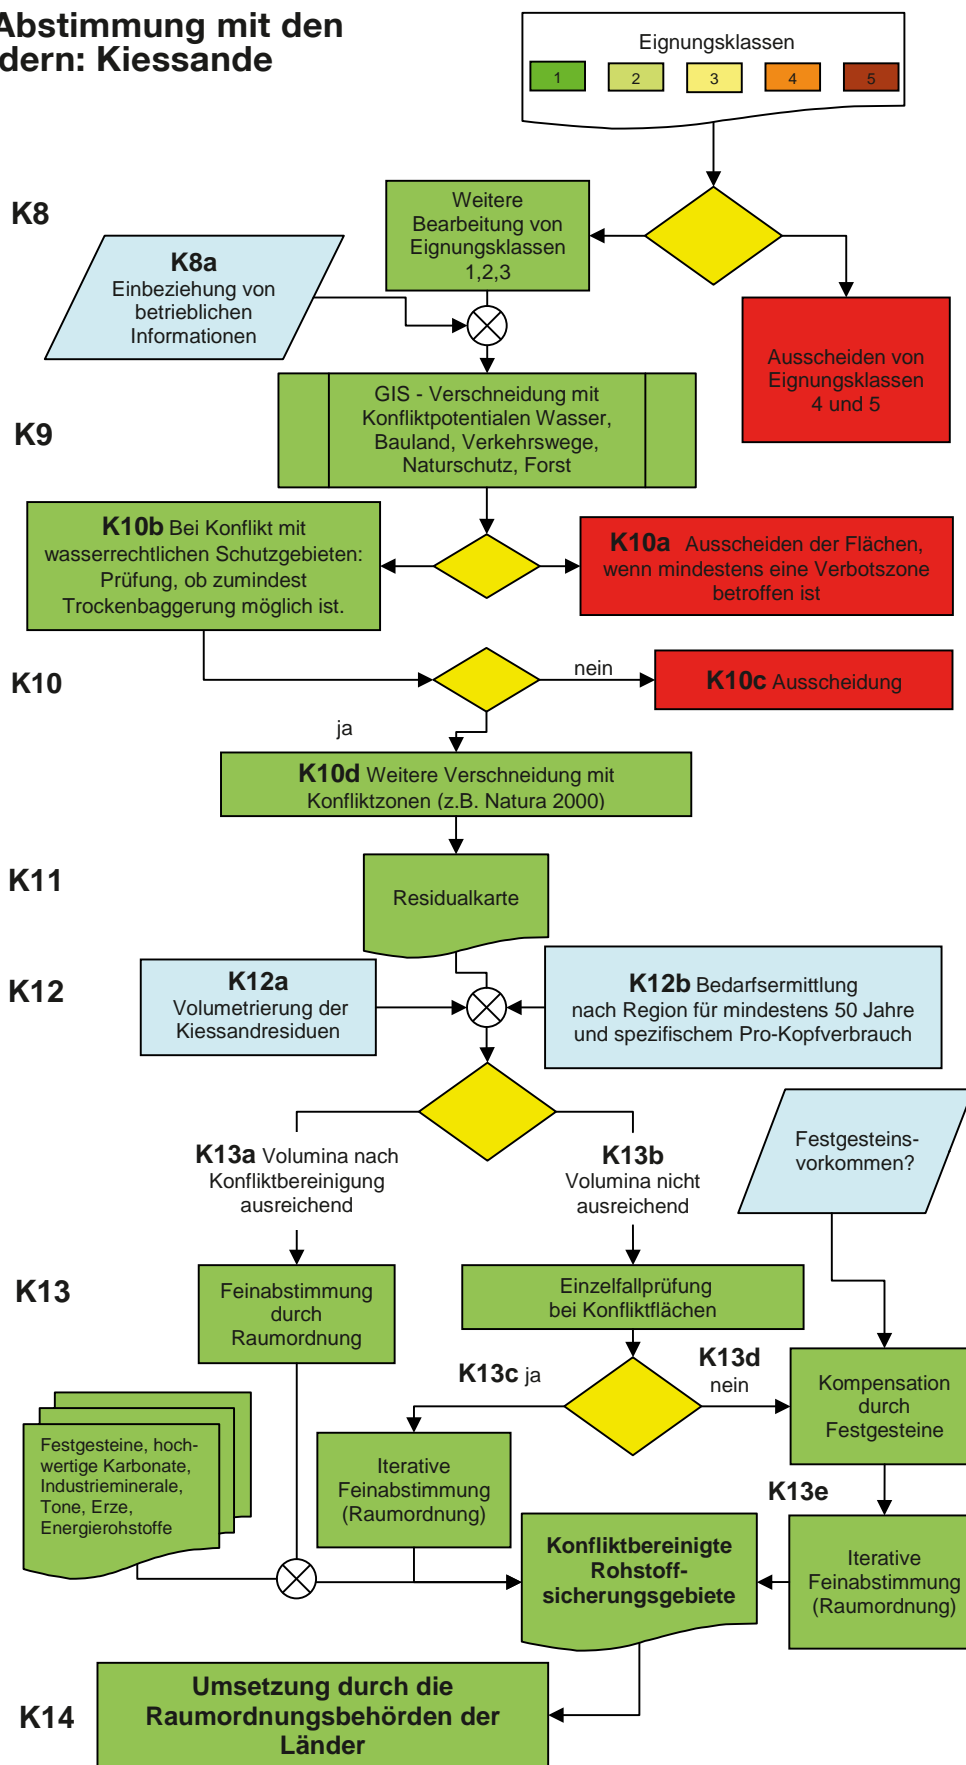 Abstimmung mit den
dern: Kiessande
Eignungsklassen
1 2 3 4 5
K8
Weitere
Bearbeitung von
Eignungsklassen
1,2,3
K8a
Einbeziehung von
betrieblichen
Informationen
Ausscheiden von
Eignungsklassen
4 und 5
K9
GIS - Verschneidung mit
Konfliktpotentialen Wasser,
Bauland, Verkehrswege,
Naturschutz, Forst
K10b Bei Konflikt mit
wasserrechtlichen Schutzgebieten:
Prüfung, ob zumindest
Trockenbaggerung möglich ist.
K10a Ausscheiden der Flächen,
wenn mindestens eine Verbotszone
betroffen ist
K10
nein
K10c Ausscheidung
ja
K10d Weitere Verschneidung mit
Konfliktzonen (z.B. Natura 2000)
K11
Residualkarte
K12
K12a
Volumetrierung der
Kiessandresiduen
K12b Bedarfsermittlung
nach Region für mindestens 50 Jahre
und spezifischem Pro-Kopfverbrauch
K13a Volumina nach
Konfliktbereinigung
ausreichend
K13b
Volumina nicht
ausreichend
Festgesteins-
vorkommen?
K13
Feinabstimmung
durch
Raumordnung
Einzelfallprüfung
bei Konfliktflächen
K13c ja
K13d
nein
Kompensation
durch
Festgesteine
Festgesteine, hoch-
wertige Karbonate,
Industrieminerale,
Tone, Erze,
Energierohstoffe
Iterative
Feinabstimmung
(Raumordnung)
K13e
Konfliktbereinigte
Rohstoff-
sicherungsgebiete
Iterative
Feinabstimmung
(Raumordnung)
K14
Umsetzung durch die
Raumordnungsbehörden der
Länder